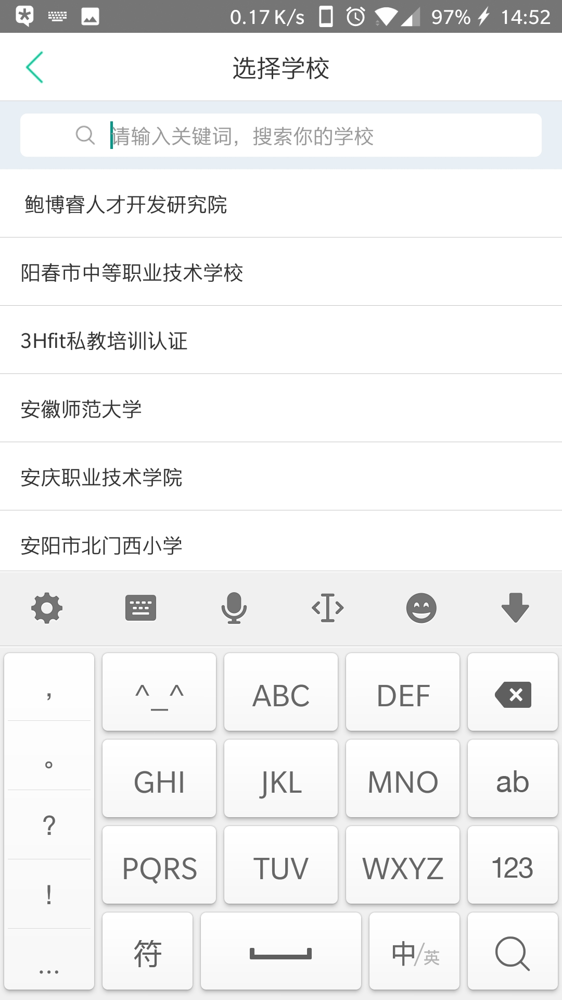 0.17 K/s 97% 14:52
选择学校
请输入关键词，搜索你的学校
鲍博睿人才开发研究院
阳春市中等职业技术学校
3Hfit私教培训认证
安徽师范大学
安庆职业技术学院
安阳市北门西小学
， ^_^ ABC DEF
。 GHI JKL MNO ab
? PQRS TUV WXYZ 123
!
... 符 中/英